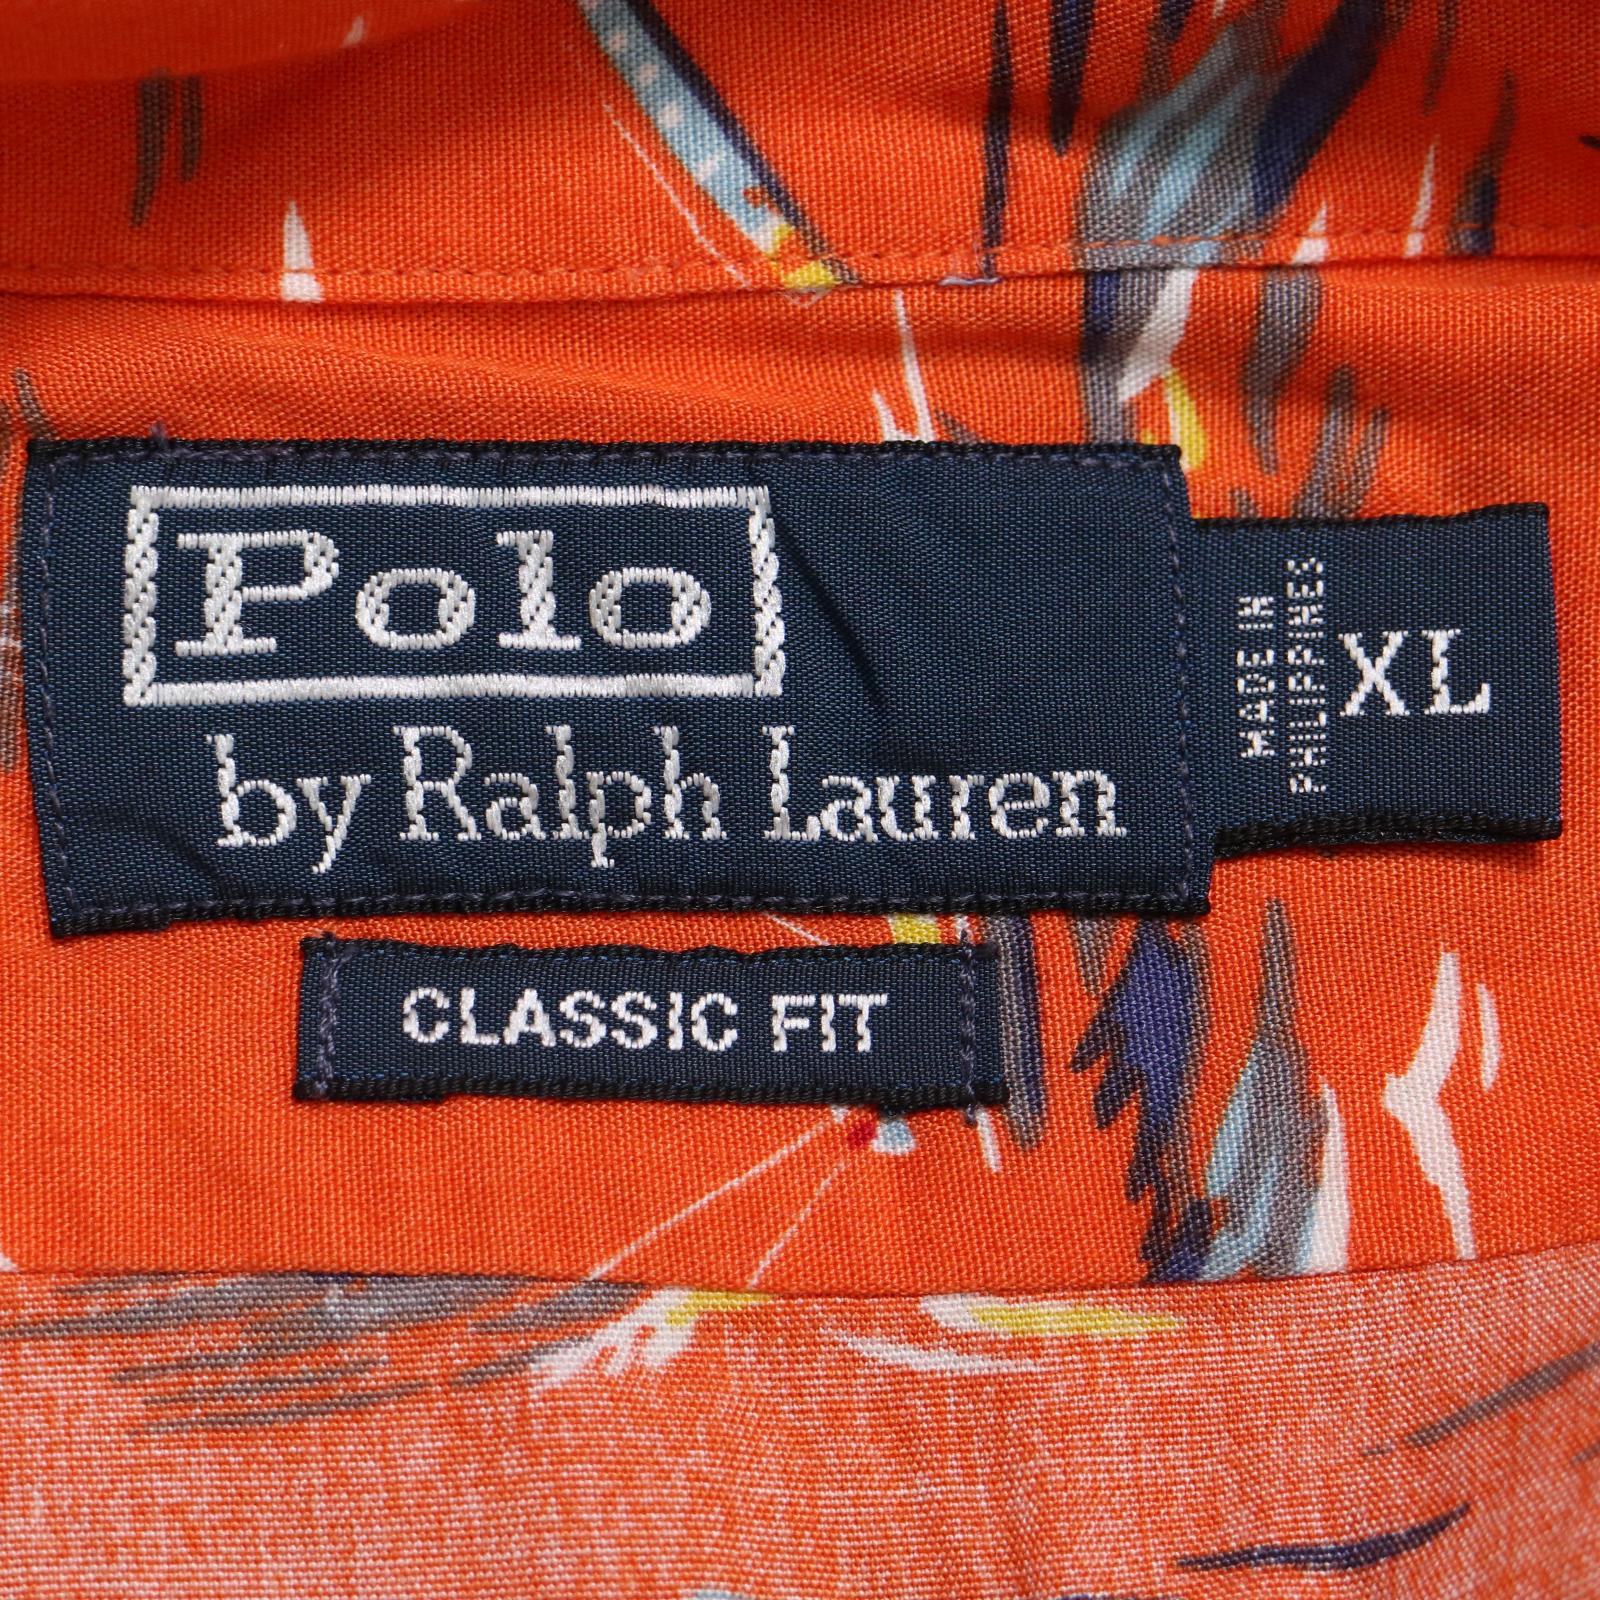 Polo
by Ralph Lauren
MADE IN
PHILIPPINES
XL
CLASSIC FIT